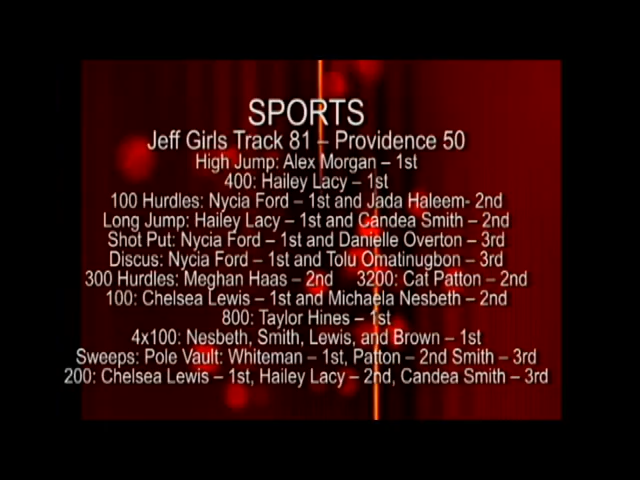 SPORTS
Jeff Girls Track 81 – Providence 50
High Jump: Alex Morgan – 1st
400: Hailey Lacy – 1st
100 Hurdles: Nycia Ford – 1st and Jada Haleem- 2nd
Long Jump: Hailey Lacy – 1st and Candea Smith – 2nd
Shot Put: Nycia Ford – 1st and Danielle Overton – 3rd
Discus: Nycia Ford – 1st and Tolu Omatinugbon – 3rd
300 Hurdles: Meghan Haas – 2nd 3200: Cat Patton – 2nd
100: Chelsea Lewis – 1st and Michaela Nesbeth – 2nd
800: Taylor Hines – 1st
4x100: Nesbeth, Smith, Lewis, and Brown – 1st
Sweeps: Pole Vault: Whiteman – 1st, Patton – 2nd Smith – 3rd
200: Chelsea Lewis – 1st, Hailey Lacy – 2nd, Candea Smith – 3rd